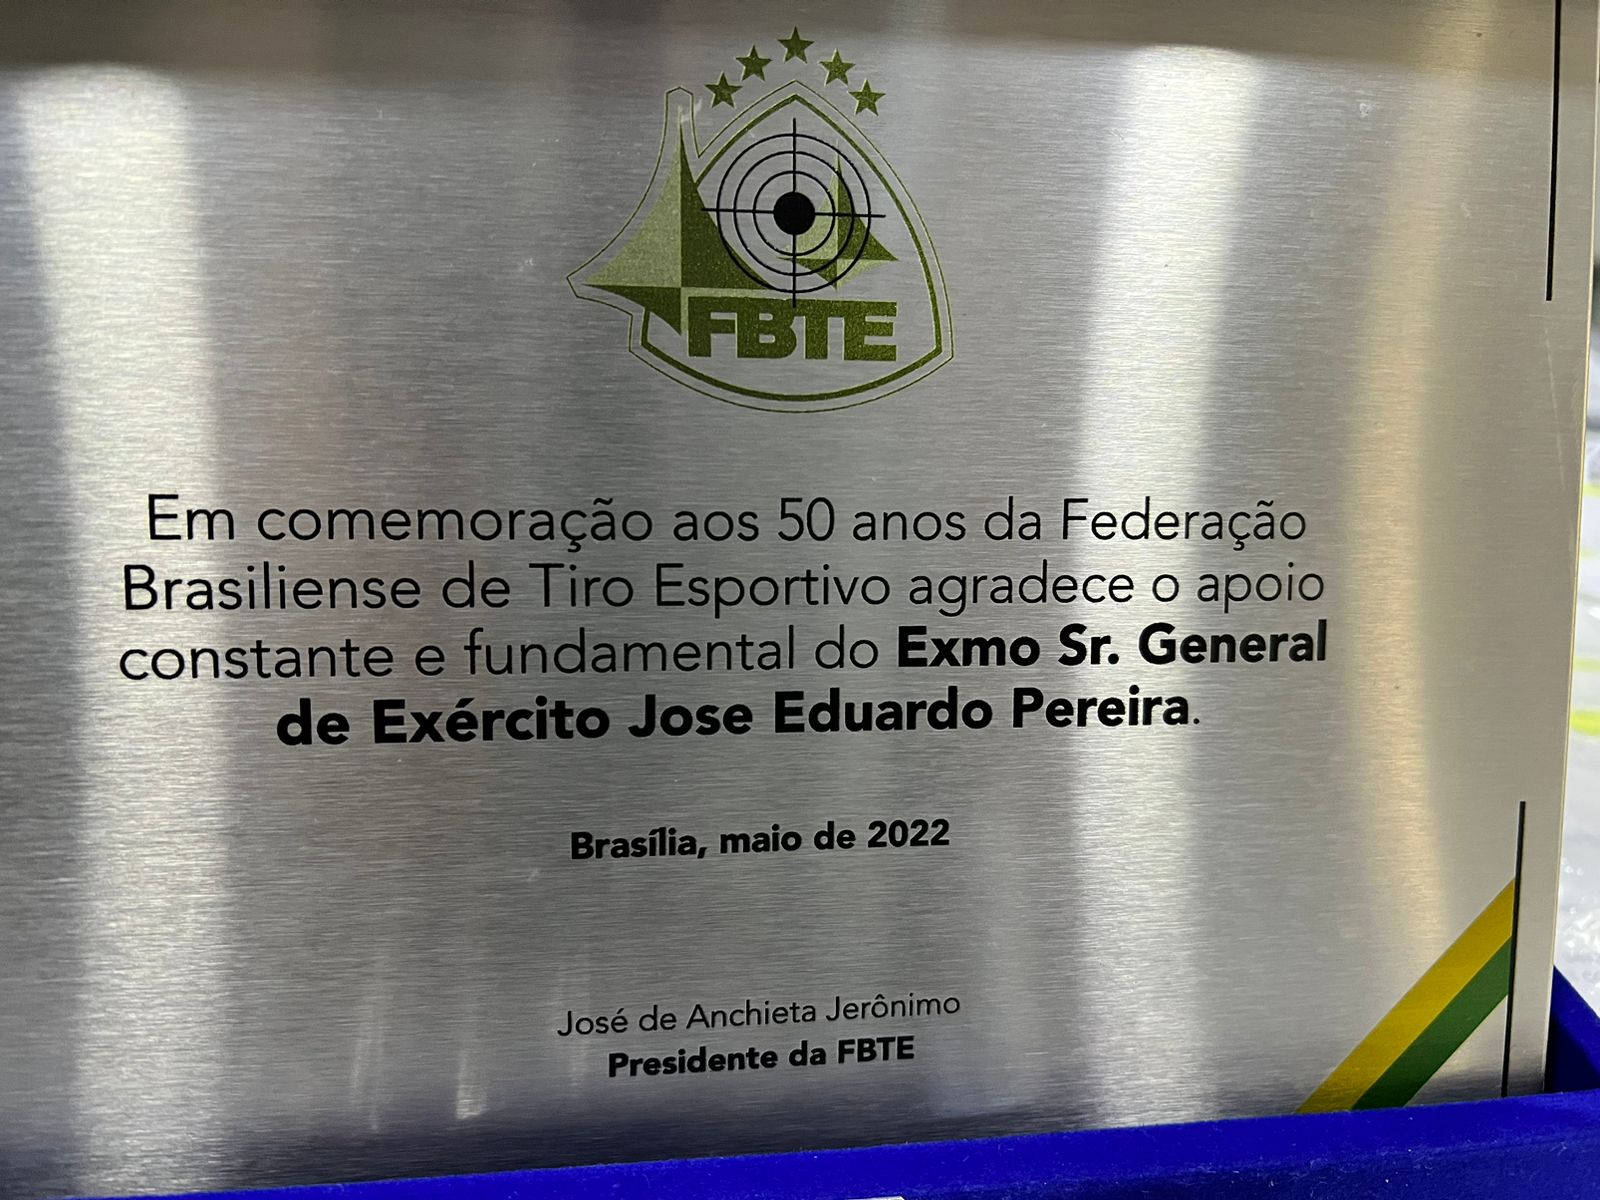 FBTE
Em comemoração aos 50 anos da Federação
Brasiliense de Tiro Esportivo agradece o apoio
constante e fundamental do Exmo Sr. General
de Exército Jose Eduardo Pereira.
Brasília, maio de 2022
José de Anchieta Jerônimo
Presidente da FBTE